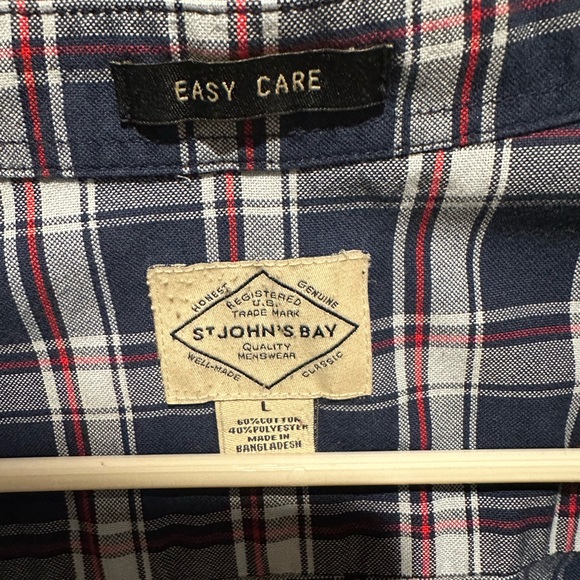 EASY CARE
HONEST GENUINE
REGISTERED
U.S.
TRADE MARK
ST JOHN'S BAY
QUALITY
MENSWEAR
WELL-MADE CLASSIC
L
60% COTTON
40% POLYESTER
MADE IN
BANGLADESH